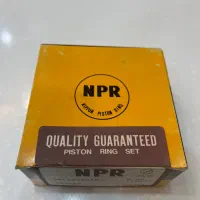 NPR
NIPPON PISTON RING
QUALITY GUARANTEED
PISTON RING SET
NPR